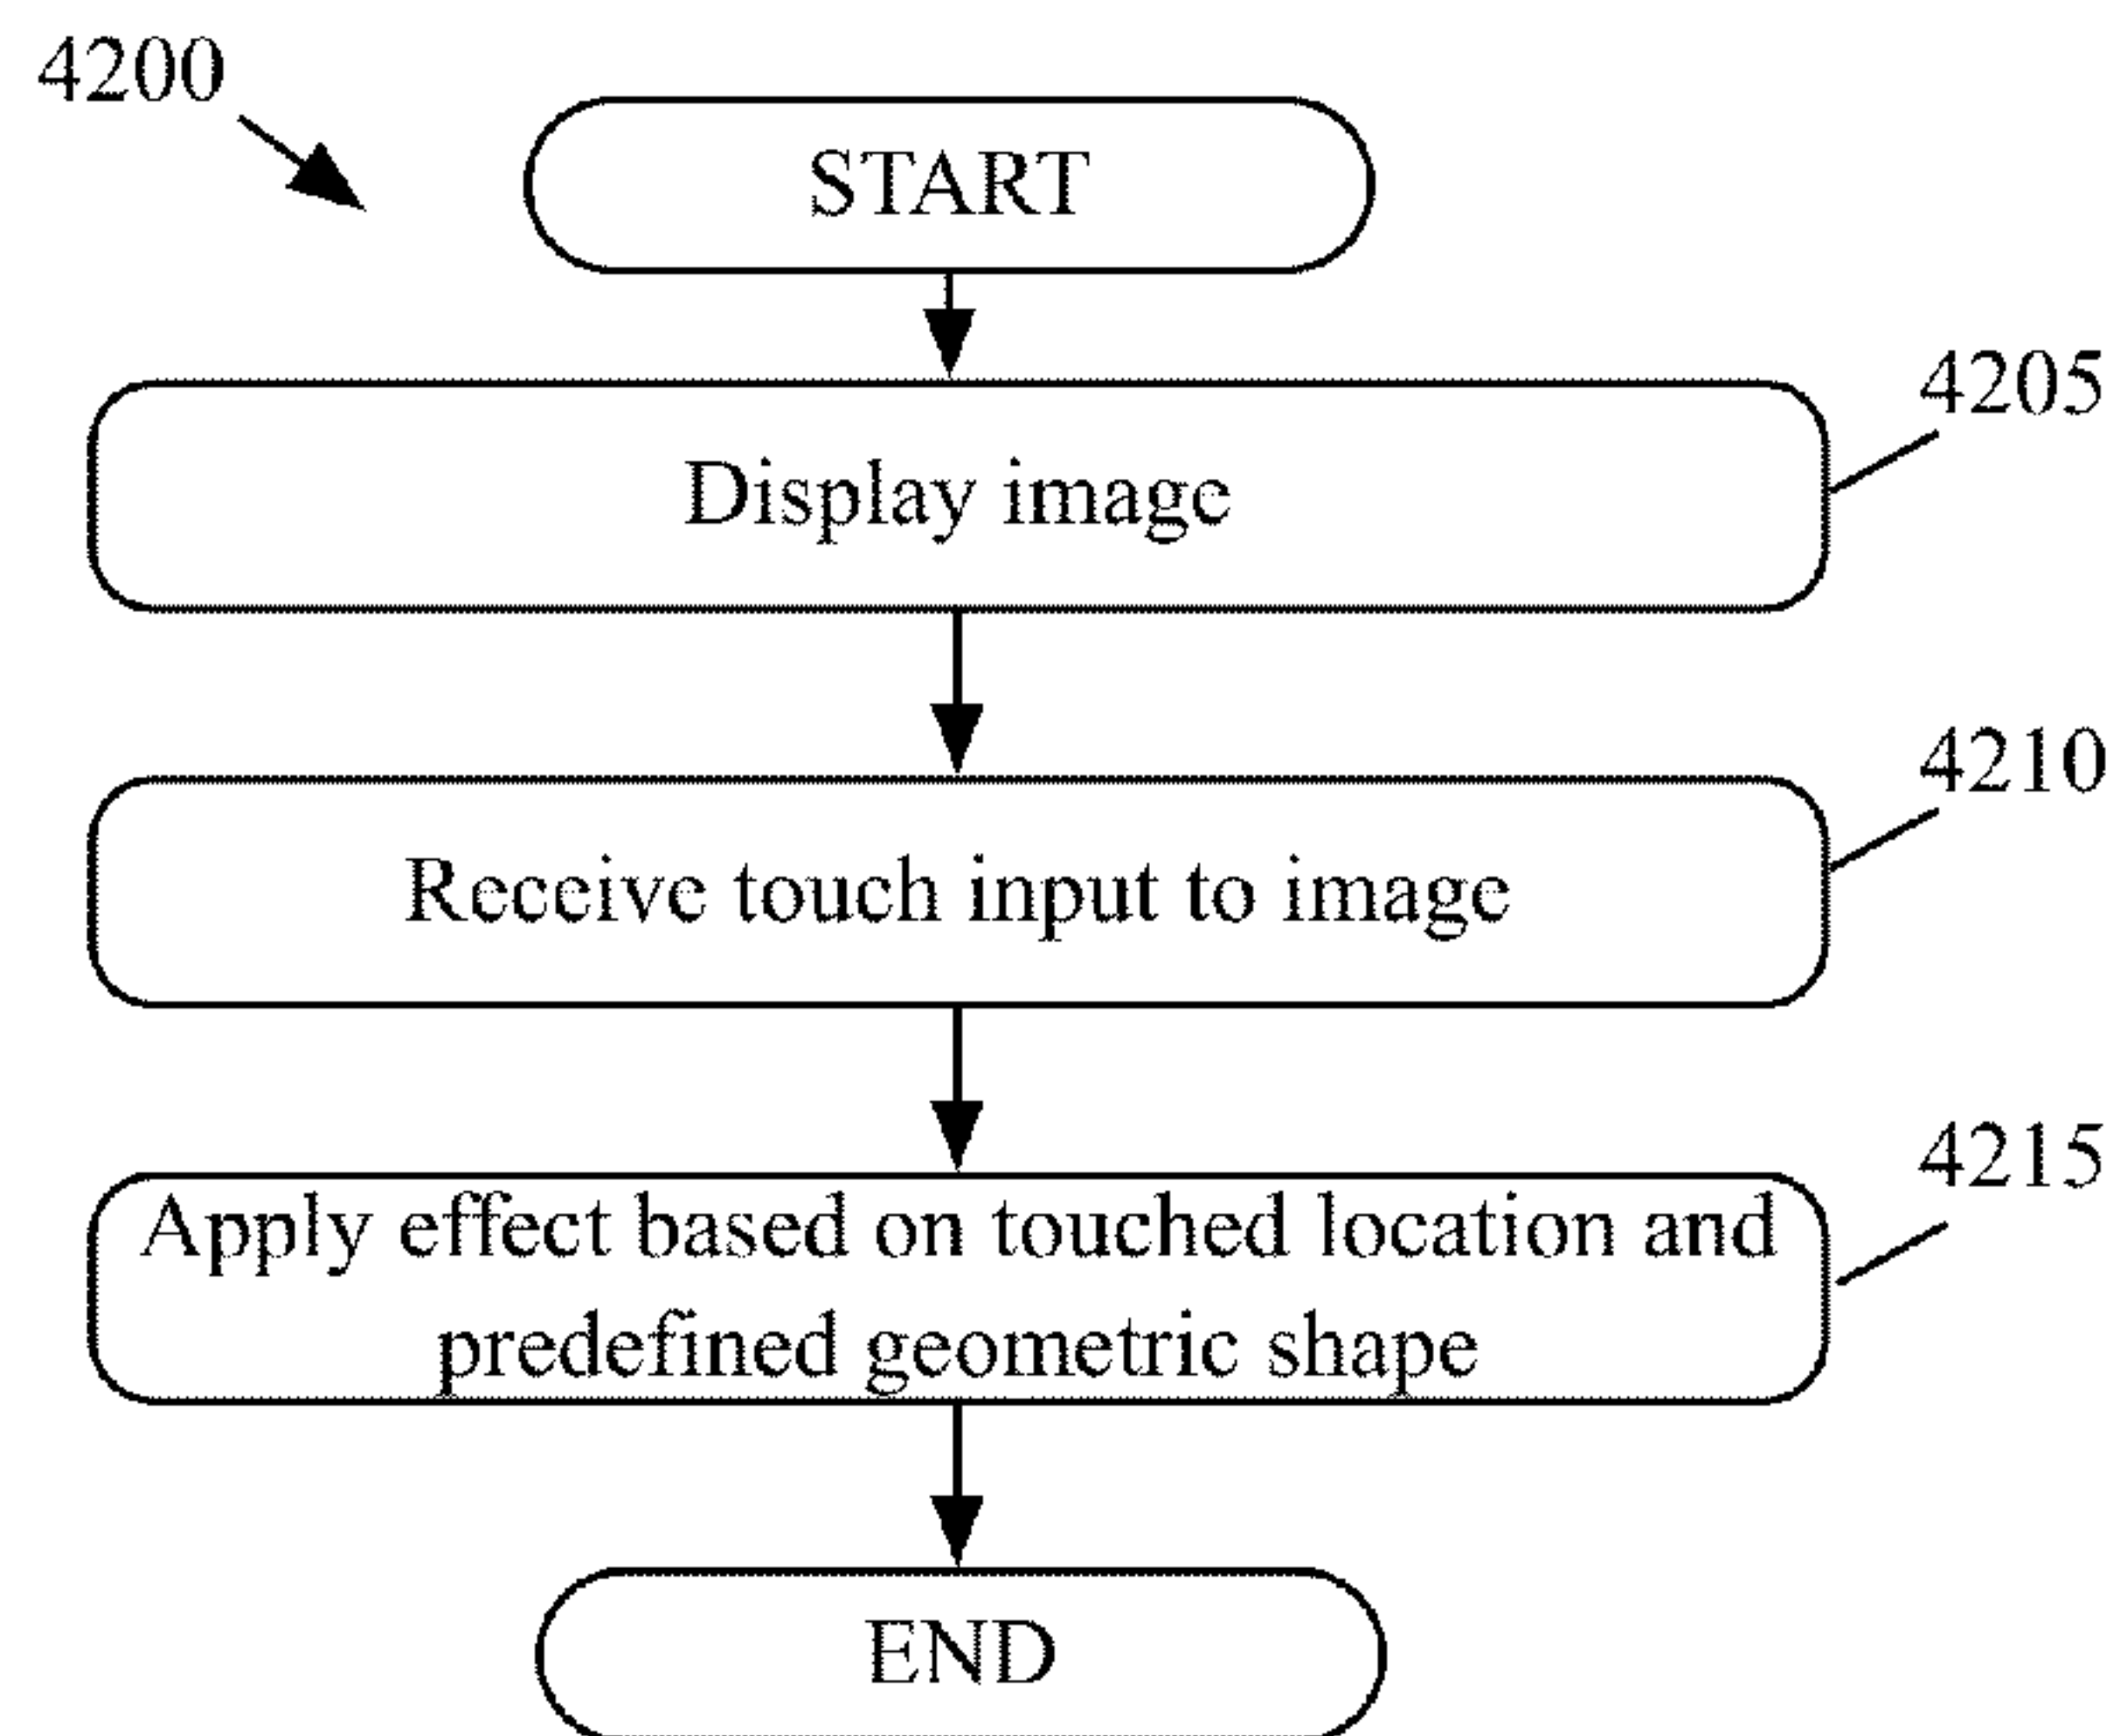 4200
START
4205
Display image
4210
Receive touch input to image
4215
Apply effect based on touched location and
predefined geometric shape
END